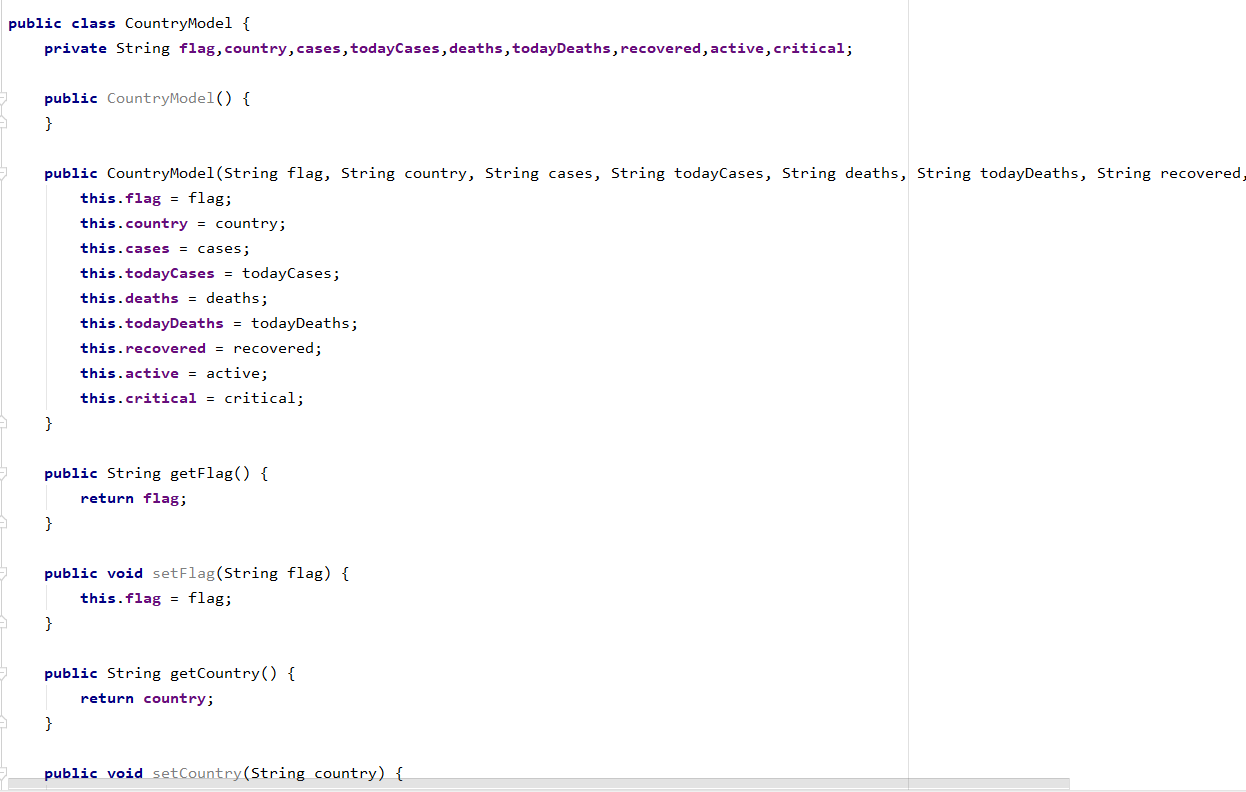 public class CountryModel {
    private String flag,country,cases,todayCases,deaths,todayDeaths,recovered,active,critical;
    public CountryModel() {
    }
    public CountryModel(String flag, String country, String cases, String todayCases, String deaths, String todayDeaths, String recovered,
        this.flag = flag;
        this.country = country;
        this.cases = cases;
        this.todayCases = todayCases;
        this.deaths = deaths;
        this.todayDeaths = todayDeaths;
        this.recovered = recovered;
        this.active = active;
        this.critical = critical;
    }
    public String getFlag() {
        return flag;
    }
    public void setFlag(String flag) {
        this.flag = flag;
    }
    public String getCountry() {
        return country;
    }
    public void setCountry(String country) {